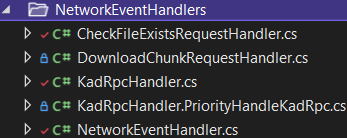 NetworkEventHandlers
C# CheckFileExistsRequestHandler.cs
C# DownloadChunkRequestHandler.cs
C# KadRpcHandler.cs
C# KadRpcHandler.PriorityHandleKadRpc.cs
C# NetworkEventHandler.cs